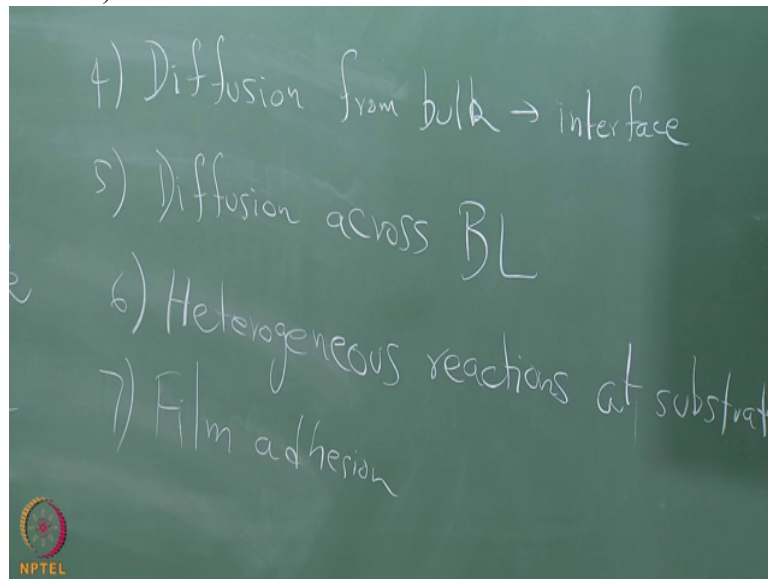 4) Diffusion from bulk → interface
5) Diffusion across BL
6) Heterogeneous reactions at substrat
7) Film adhesion
NPTEL